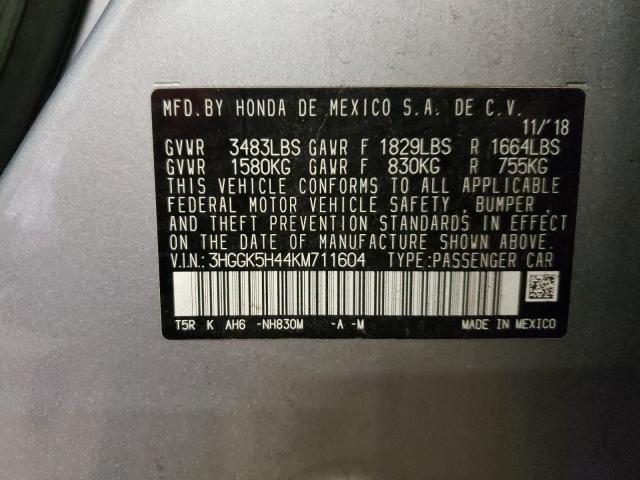 MFD. BY HONDA DE MEXICO S.A. DE C.V.
11/'18
GVWR 3483LBS GAWR F 1829LBS R 1664LBS
GVWR 1580KG GAWR F 830KG R 755KG
THIS VEHICLE CONFORMS TO ALL APPLICABLE
FEDERAL MOTOR VEHICLE SAFETY , BUMPER ,
AND THEFT PREVENTION STANDARDS IN EFFECT
ON THE DATE OF MANUFACTURE SHOWN ABOVE.
V.I.N.: 3HGGK5H44KM711604 TYPE:PASSENGER CAR
T5R K AH6 -NH830M -A -M MADE IN MEXICO